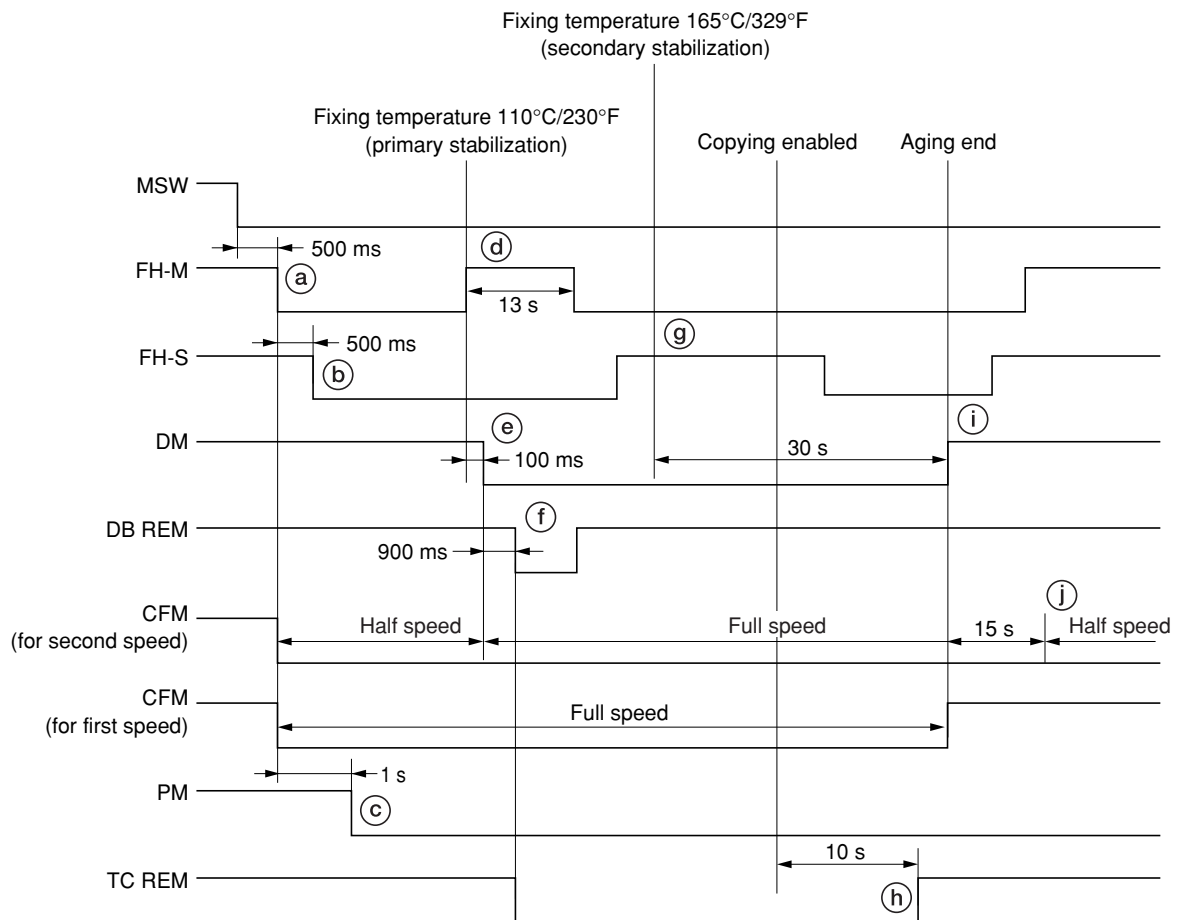 Fixing temperature 165°C/329°F
(secondary stabilization)
Fixing temperature 110°C/230°F
(primary stabilization)
Copying enabled
Aging end
MSW
500 ms
d
FH-M
a
13 s
500 ms
g
FH-S
b
e
i
DM
100 ms
30 s
f
DB REM
900 ms
j
CFM
(for second speed)
Half speed
Full speed
15 s
Half speed
CFM
(for first speed)
Full speed
1 s
PM
c
10 s
TC REM
h